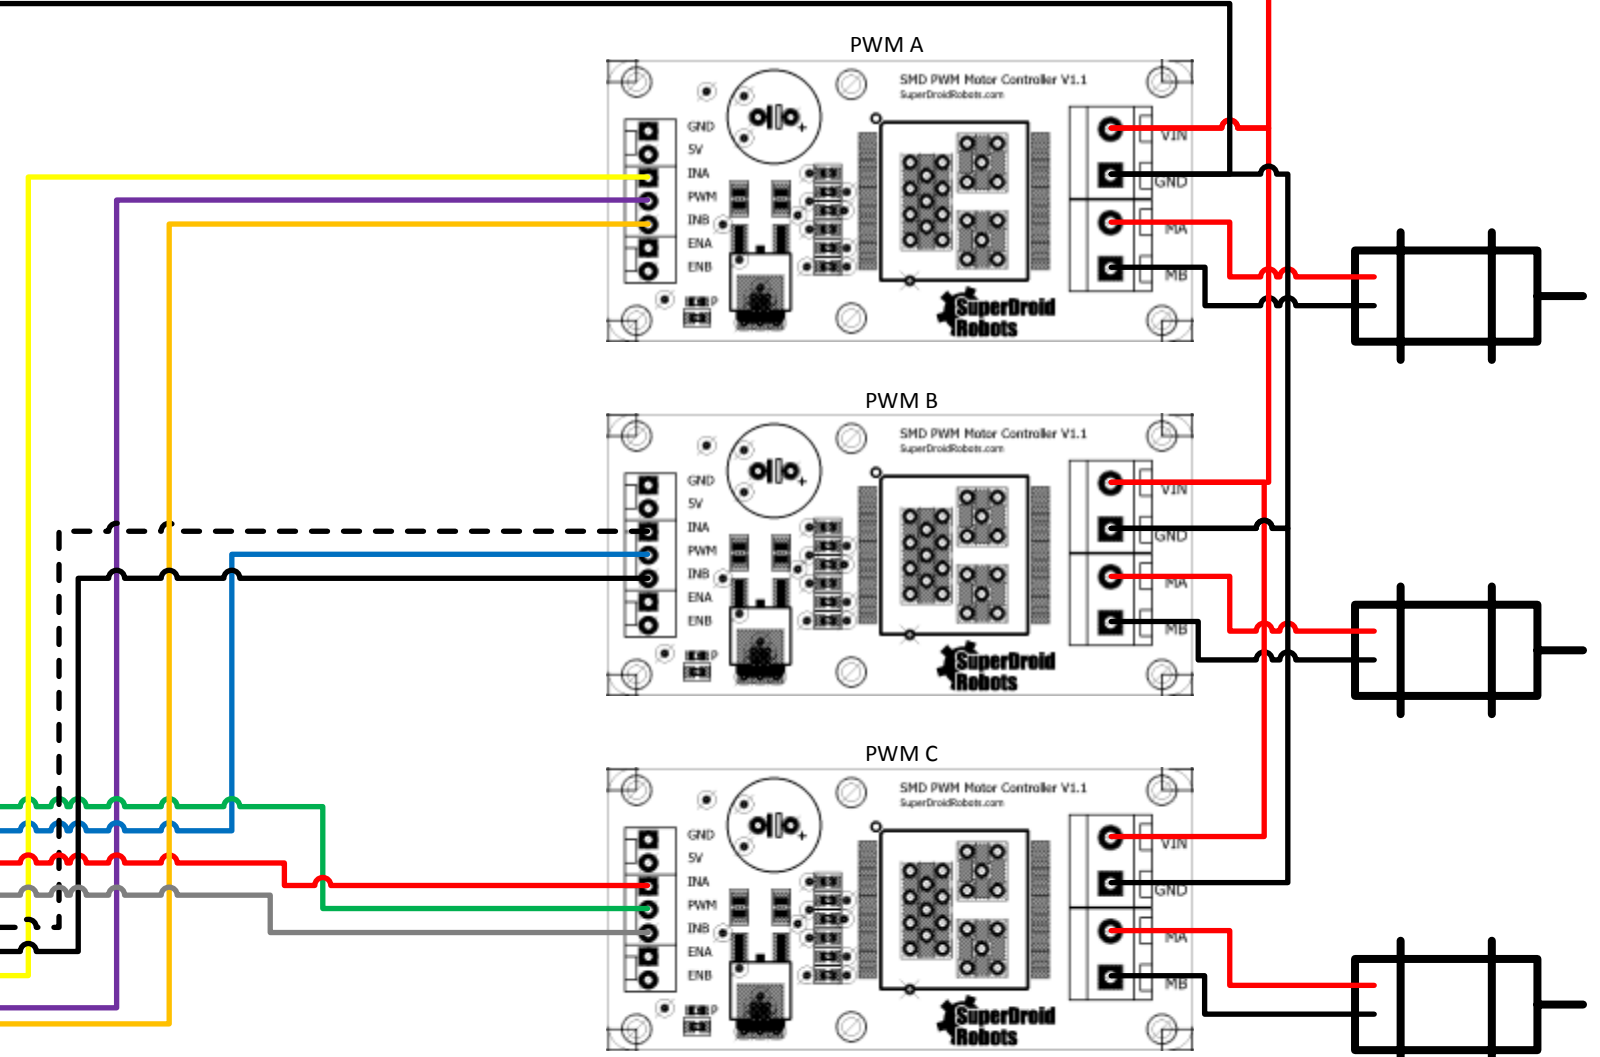 PWM A
SMD PWM Motor Controller V1.1
SuperDroidRobots.com
GND
5V
INA
PWM
INB
ENA
ENB
P
VIN
GND
MA
MB
SuperDroid
Robots
PWM B
SMD PWM Motor Controller V1.1
SuperDroidRobots.com
GND
5V
INA
PWM
INB
ENA
ENB
P
VIN
GND
MA
MB
SuperDroid
Robots
PWM C
SMD PWM Motor Controller V1.1
SuperDroidRobots.com
GND
5V
INA
PWM
INB
ENA
ENB
P
VIN
GND
MA
MB
SuperDroid
Robots